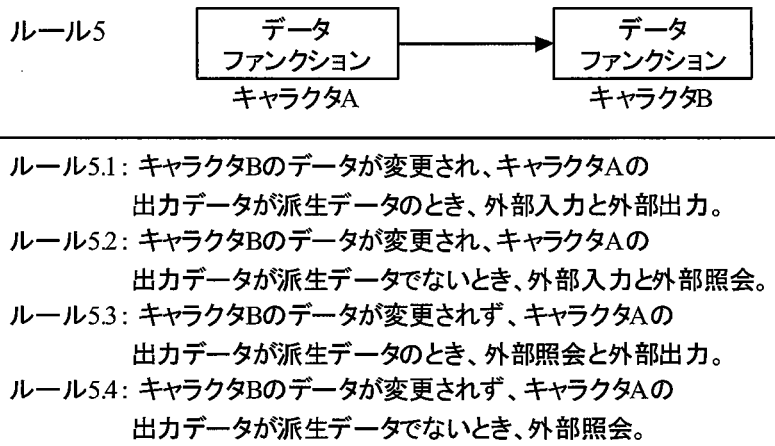 ルール5
データ
ファンクション
キャラクタA
データ
ファンクション
キャラクタB
ルール5.1: キャラクタBのデータが変更され、キャラクタAの
出力データが派生データのとき、外部入力と外部出力。
ルール5.2: キャラクタBのデータが変更され、キャラクタAの
出力データが派生データでないとき、外部入力と外部照会。
ルール5.3: キャラクタBのデータが変更されず、キャラクタAの
出力データが派生データのとき、外部照会と外部出力。
ルール5.4: キャラクタBのデータが変更されず、キャラクタAの
出力データが派生データでないとき、外部照会。